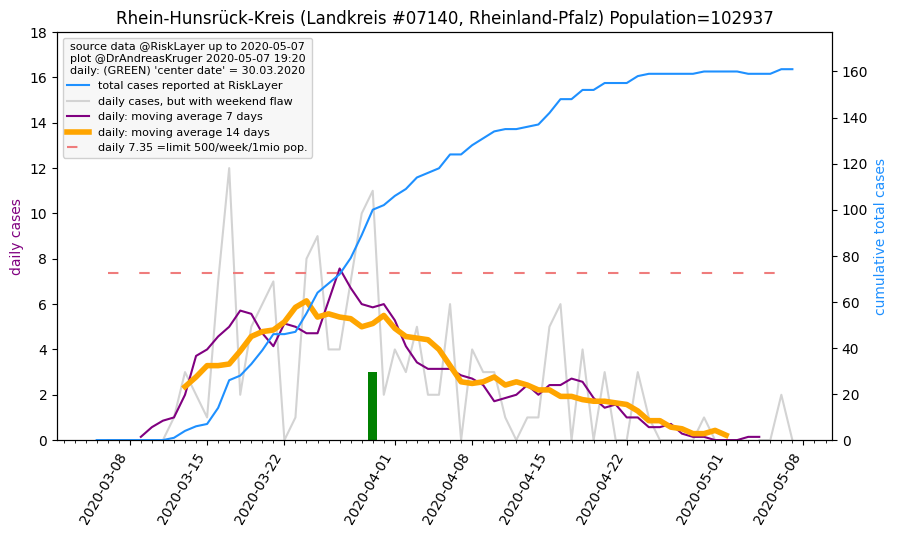 Rhein-Hunsrück-Kreis (Landkreis #07140, Rheinland-Pfalz) Population=102937
source data @RiskLayer up to 2020-05-07
plot @DrAndreasKruger 2020-05-07 19:20
daily: (GREEN) 'center date' = 30.03.2020
total cases reported at RiskLayer
daily cases, but with weekend flaw
daily: moving average 7 days
daily: moving average 14 days
daily 7.35 =limit 500/week/1mio pop.
daily cases
18
16
14
12
10
8
6
4
2
0
cumulative total cases
160
140
120
100
80
60
40
20
0
2020-03-08
2020-03-15
2020-03-22
2020-04-01
2020-04-08
2020-04-15
2020-04-22
2020-05-01
2020-05-08